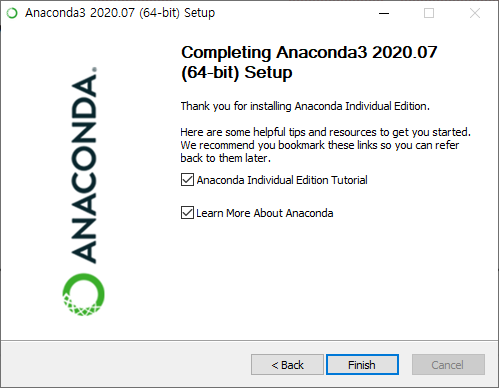 Anaconda3 2020.07 (64-bit) Setup
ANACONDA.
Completing Anaconda3 2020.07
(64-bit) Setup
Thank you for installing Anaconda Individual Edition.
Here are some helpful tips and resources to get you started.
We recommend you bookmark these links so you can refer
back to them later.
Anaconda Individual Edition Tutorial
Learn More About Anaconda
< Back
Finish
Cancel